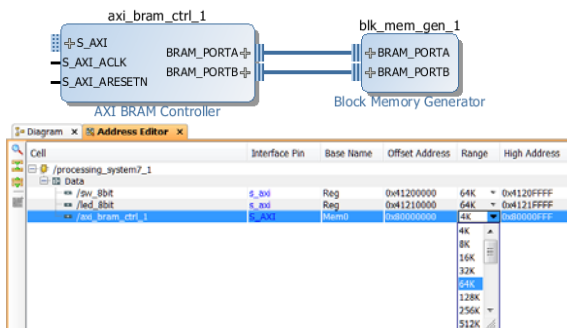 axi_bram_ctrl_1
blk_mem_gen_1
S_AXI
S_AXI_ACLK
S_AXI_ARESETN
BRAM_PORTA
BRAM_PORTB
BRAM_PORTA
BRAM_PORTB
AXI BRAM Controller
Block Memory Generator
Diagram x Address Editor x
Cell Interface Pin Base Name Offset Address Range High Address
/processing_system7_1
Data
/sw_8bit s_axi Reg 0x41200000 64K 0x4120FFFF
/led_8bit s_axi Reg 0x41210000 64K 0x4121FFFF
/axi_bram_ctrl_1 S_AXI Mem0 0x80000000 4K 0x80000FFF
4K
8K
16K
32K
64K
128K
256K
512K